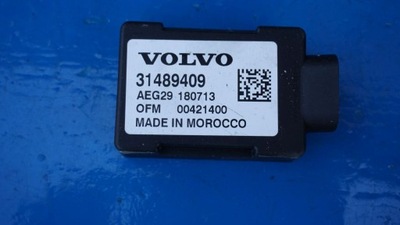 VOLVO
31489409
AEG29 180713
OFM 00421400
MADE IN MOROCCO